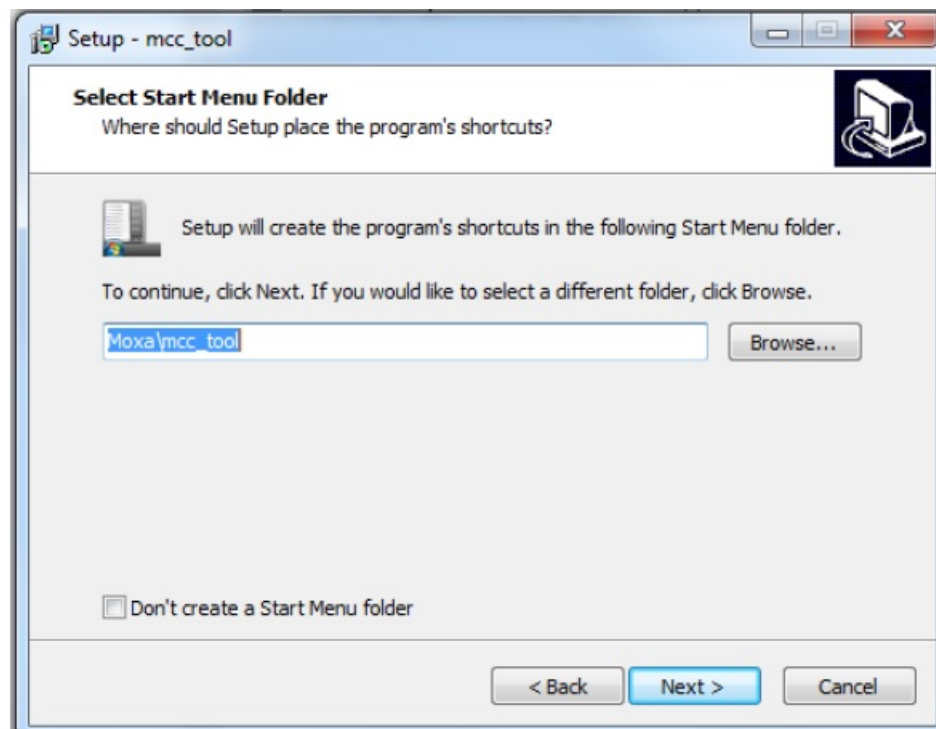 Setup - mcc_tool
Select Start Menu Folder
Where should Setup place the program's shortcuts?
Setup will create the program's shortcuts in the following Start Menu folder.
To continue, click Next. If you would like to select a different folder, click Browse.
Moxa\mcc_tool
Browse...
Don't create a Start Menu folder
< Back
Next >
Cancel